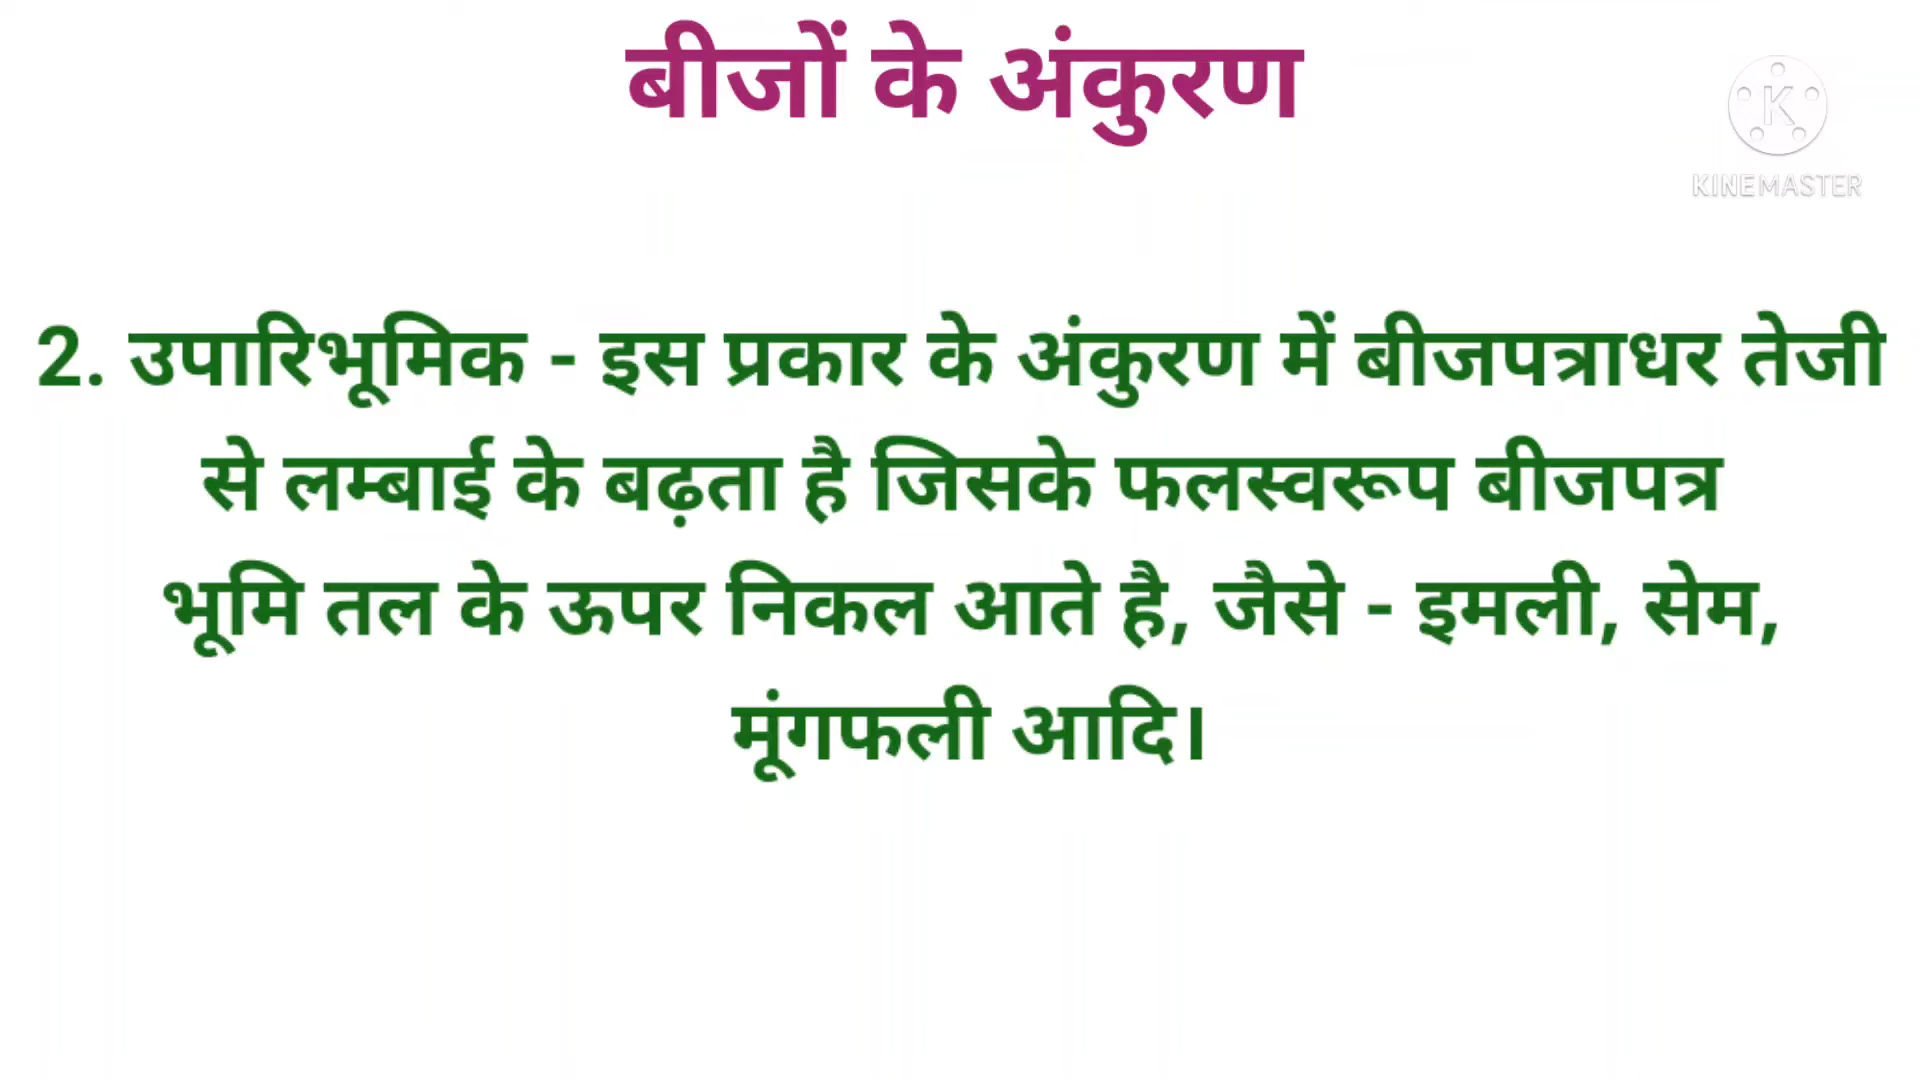 बीजों के अंकुरण
K
KINEMASTER
2. उपारिभूमिक - इस प्रकार के अंकुरण में बीजपत्राधर तेजी
से लम्बाई के बढ़ता है जिसके फलस्वरूप बीजपत्र
भूमि तल के ऊपर निकल आते है, जैसे - इमली, सेम,
मूंगफली आदि।